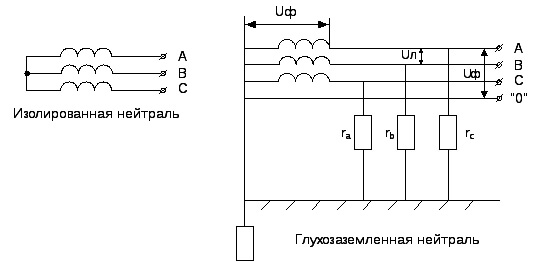 Uф
A
B
C
Изолированная нейтраль
A
Uл
B
Uф
C
"0"
ra
rb
rc
Глухозаземленная нейтраль